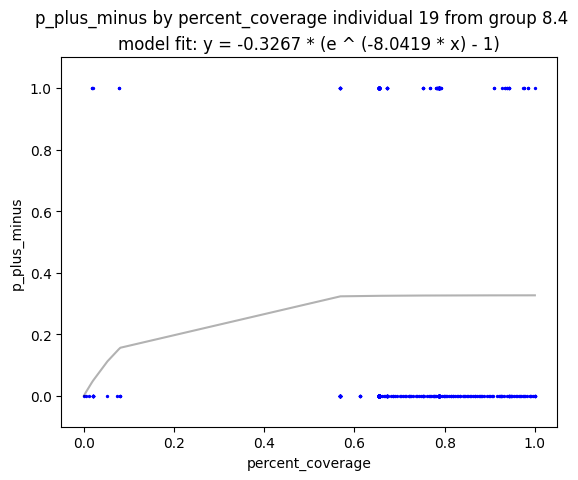 p_plus_minus by percent_coverage individual 19 from group 8.4
model fit: y = -0.3267 * (e ^ (-8.0419 * x) - 1)
1.0
0.8
0.6
0.4
0.2
0.0
p_plus_minus
0.0 0.2 0.4 0.6 0.8 1.0
percent_coverage